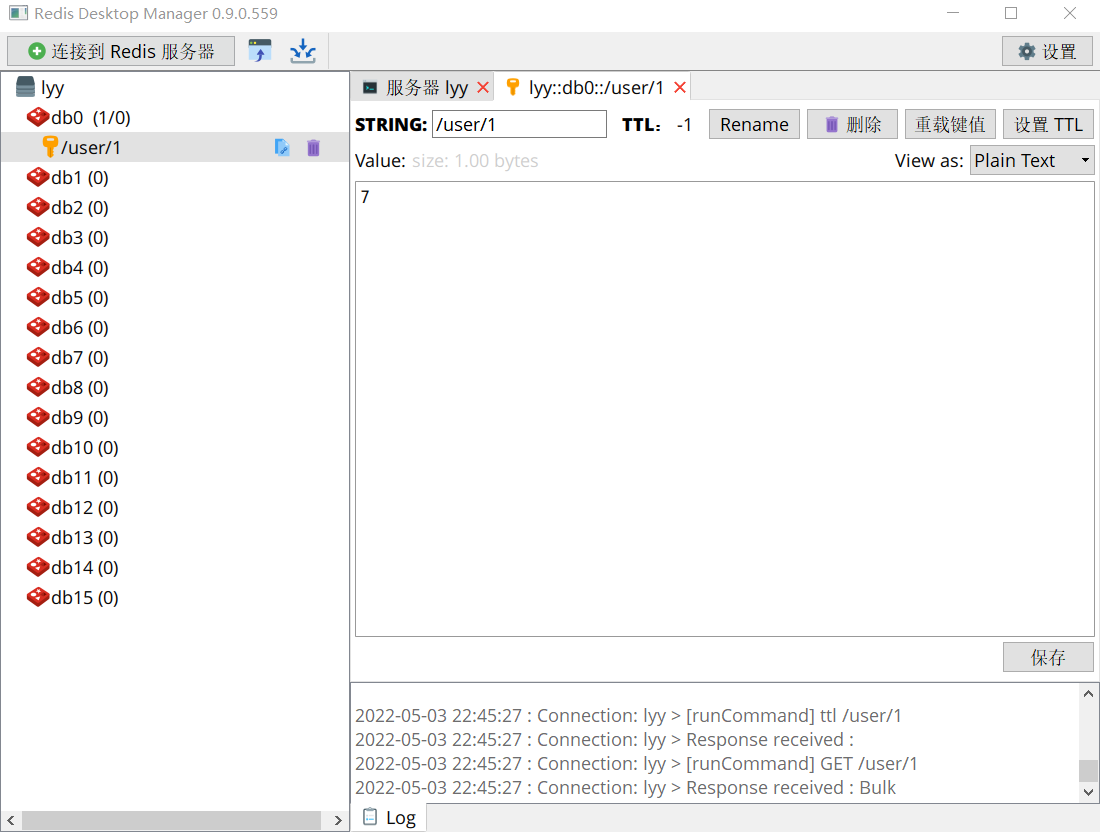 Redis Desktop Manager 0.9.0.559
连接到 Redis 服务器
设置
lyy
db0 (1/0)
/user/1
db1 (0)
db2 (0)
db3 (0)
db4 (0)
db5 (0)
db6 (0)
db7 (0)
db8 (0)
db9 (0)
db10 (0)
db11 (0)
db12 (0)
db13 (0)
db14 (0)
db15 (0)
服务器 lyy
lyy::db0::/user/1
STRING: /user/1 TTL: -1 Rename 删除 重载键值 设置 TTL
Value: size: 1.00 bytes View as: Plain Text
7
保存
2022-05-03 22:45:27 : Connection: lyy > [runCommand] ttl /user/1
2022-05-03 22:45:27 : Connection: lyy > Response received :
2022-05-03 22:45:27 : Connection: lyy > [runCommand] GET /user/1
2022-05-03 22:45:27 : Connection: lyy > Response received : Bulk
Log